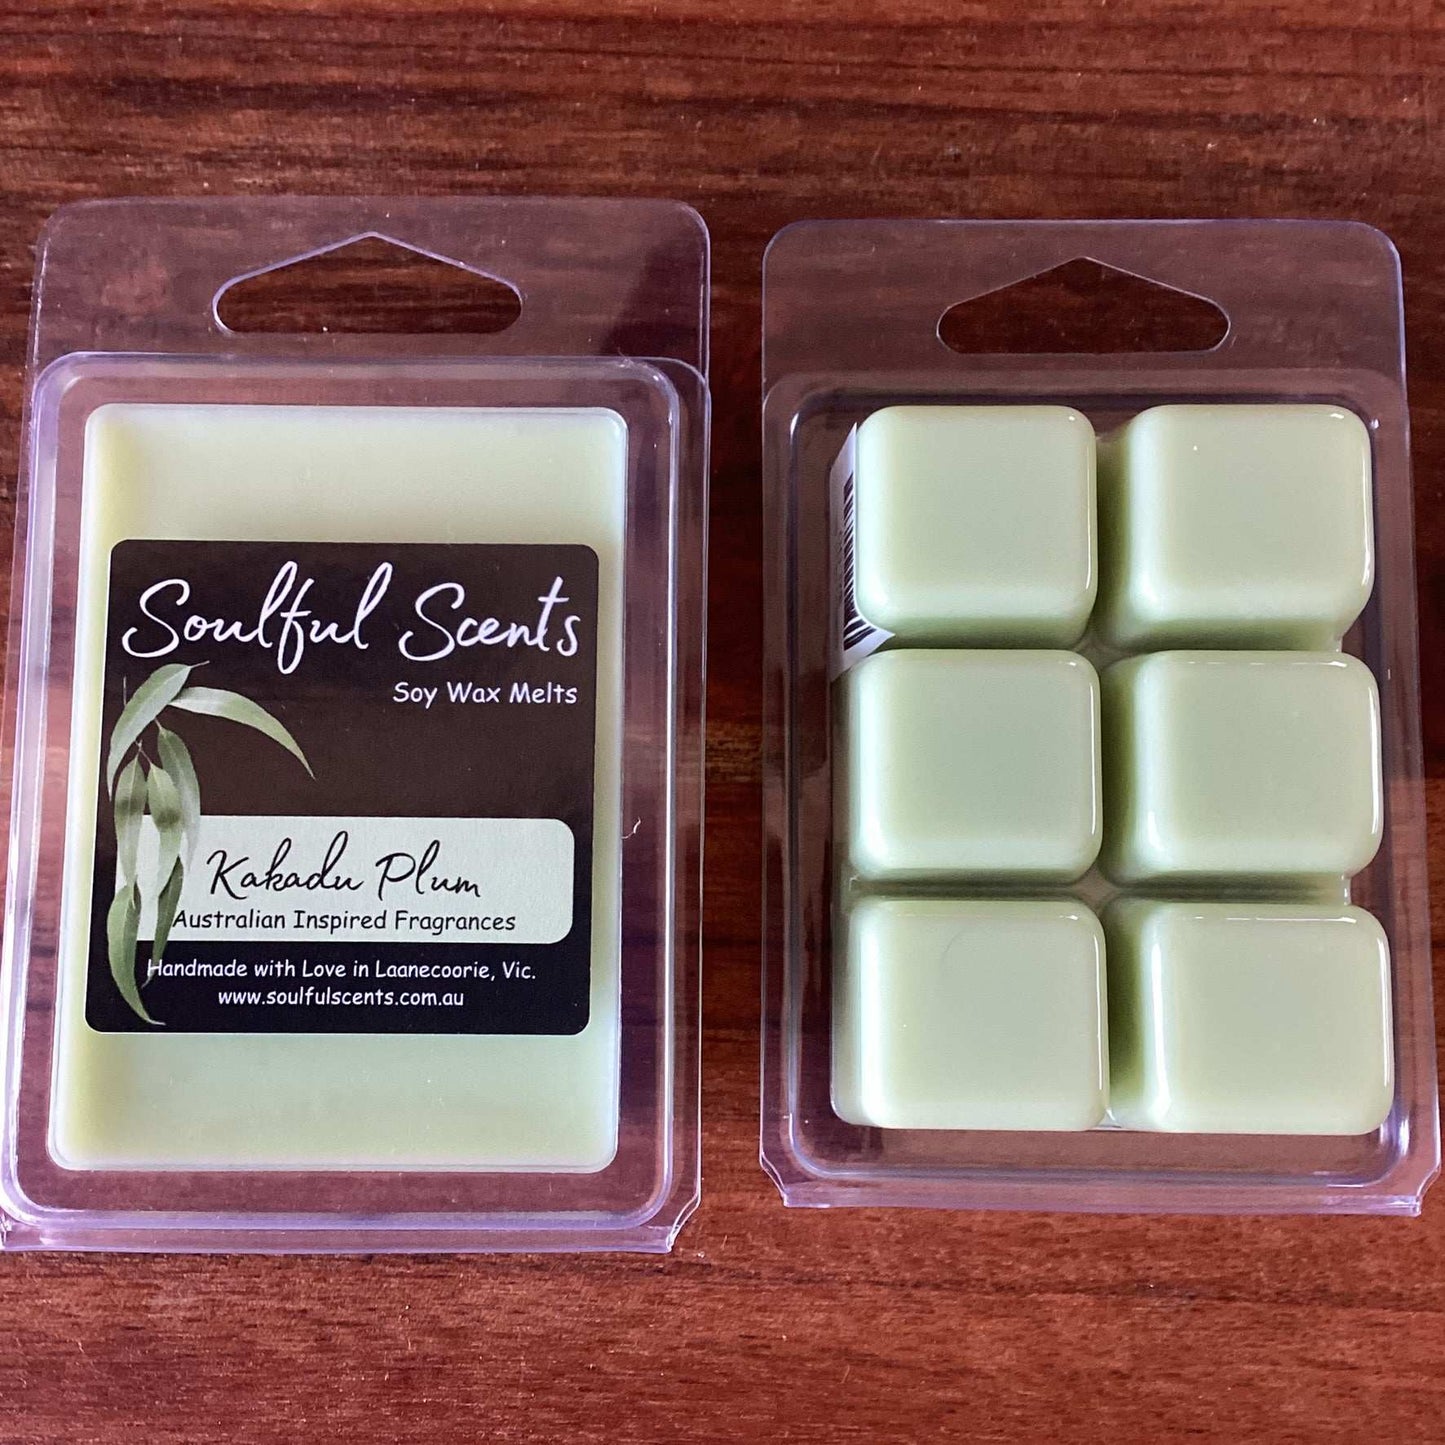 Soulful Scents
Soy Wax Melts
Kakadu Plum
Australian Inspired Fragrances
Handmade with Love in Laanecoorie, Vic.
www.soulfulscents.com.au